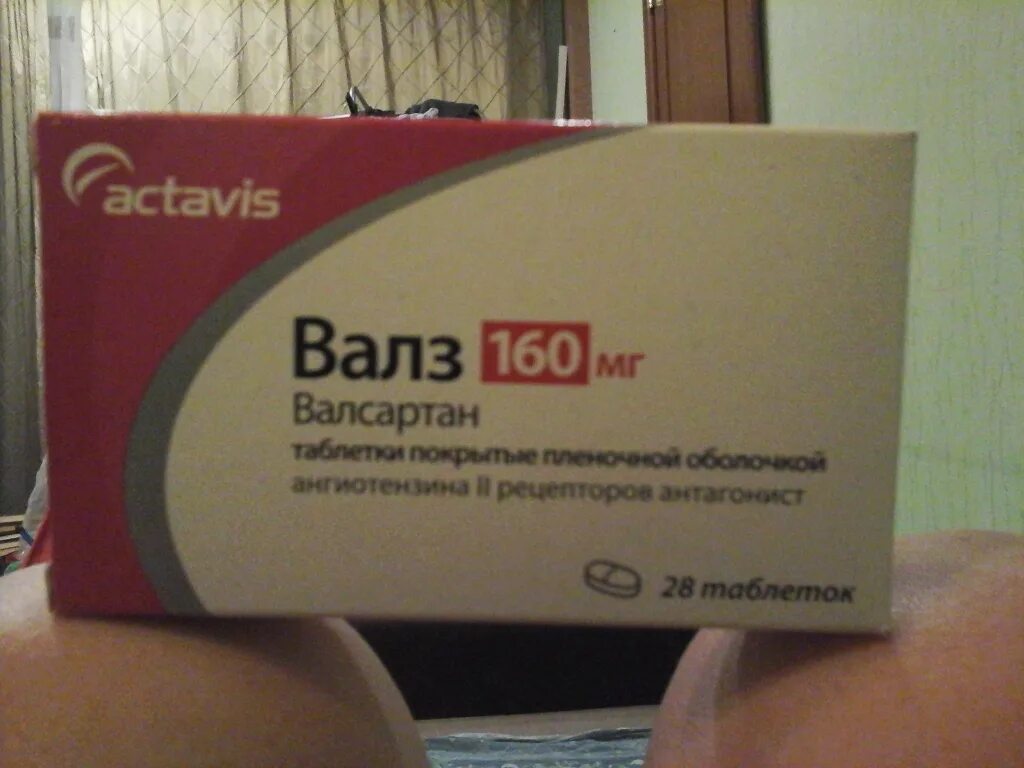 actavis
Валз 160 мг
Валсартан
таблетки покрытые пленочной оболочкой
ангиотензина II рецепторов антагонист
28 таблеток